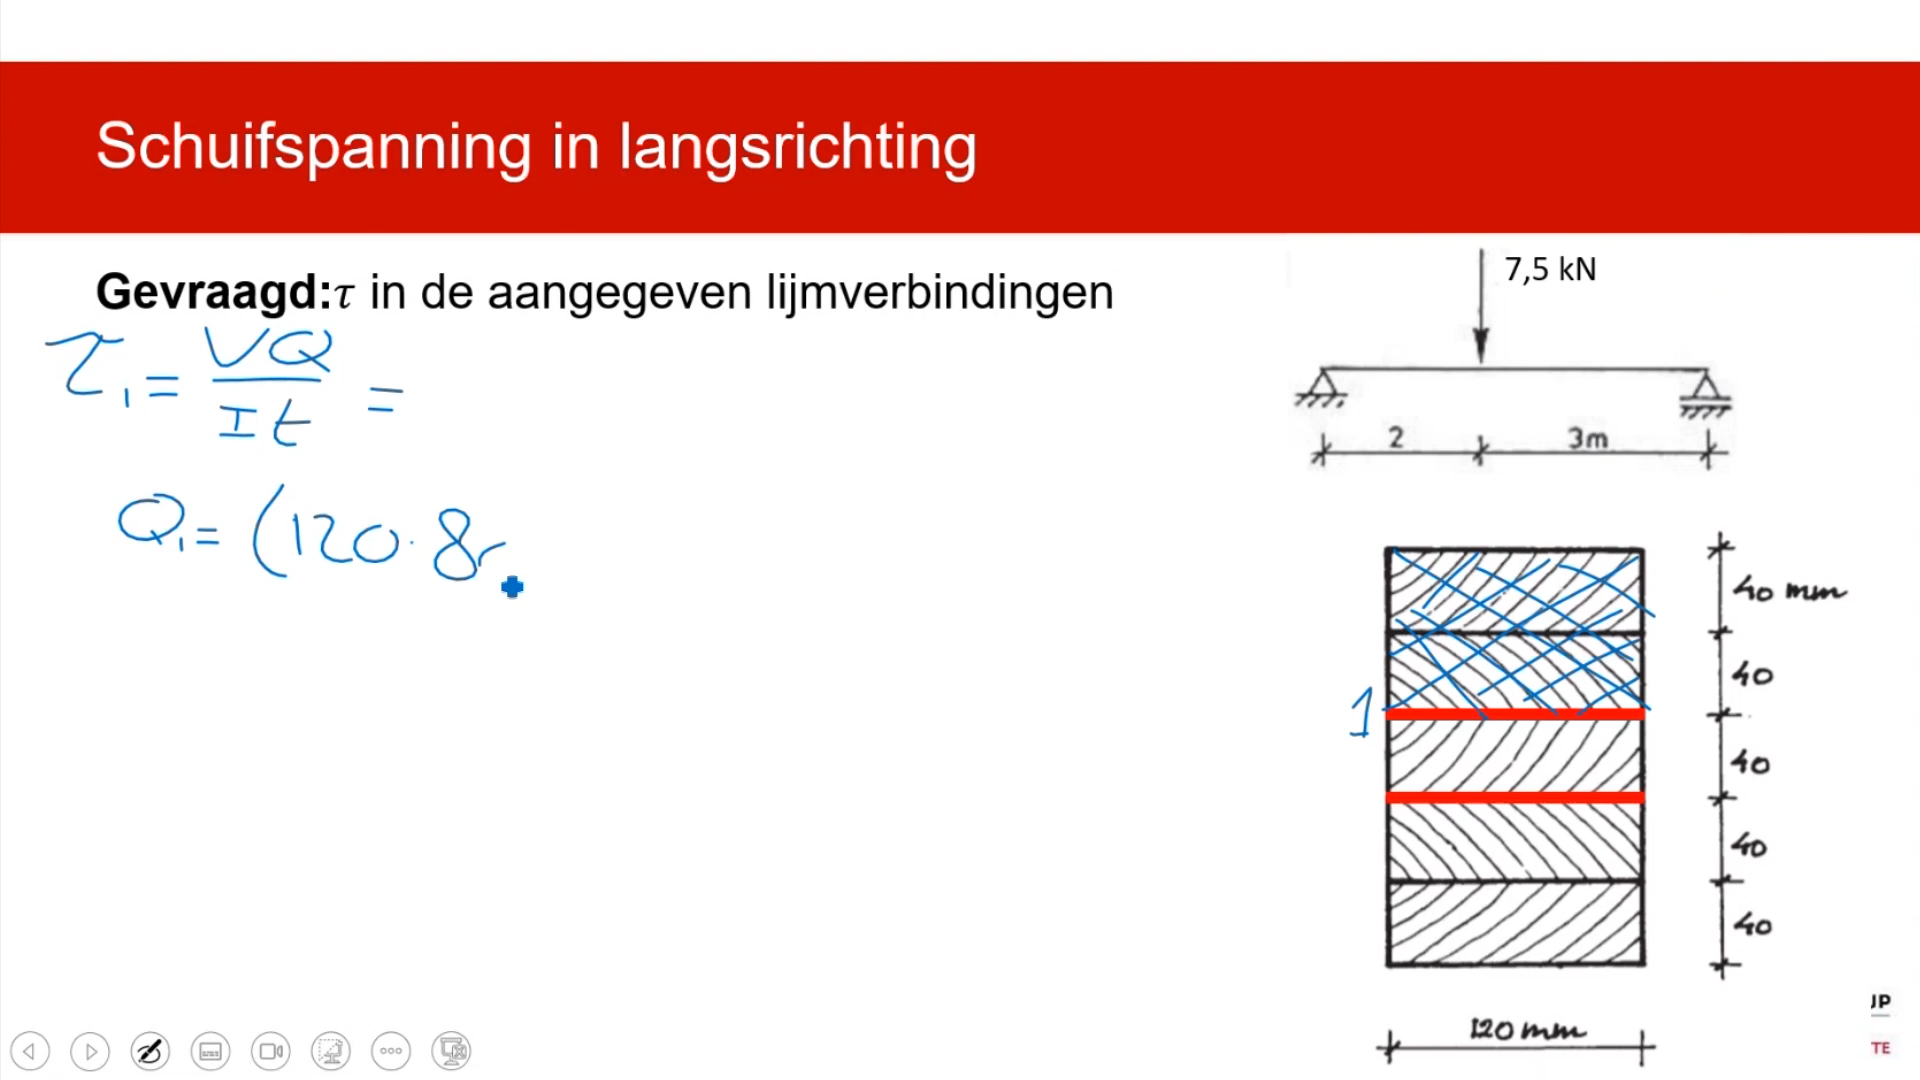 Schuifspanning in langsrichting
Gevraagd:τ in de aangegeven lijmverbindingen
τ₁ = VQ / It =
Q₁ = (120 · 8
7,5 kN
2 3m
40 mm
40
1
40
40
40
120 mm
JP
TE